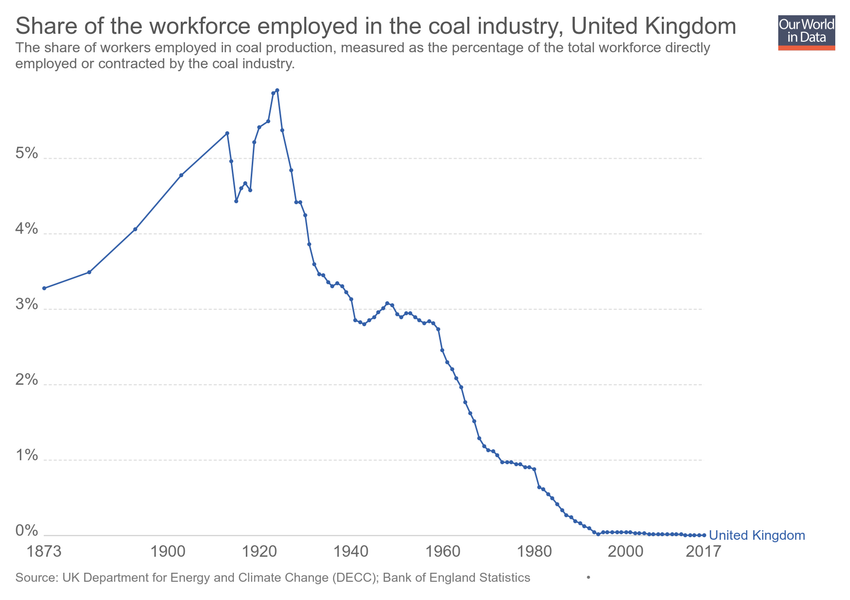 Share of the workforce employed in the coal industry, United Kingdom
Our World
in Data
The share of workers employed in coal production, measured as the percentage of the total workforce directly
employed or contracted by the coal industry.
5%
4%
3%
2%
1%
0%
United Kingdom
1873
1900
1920
1940
1960
1980
2000
2017
Source: UK Department for Energy and Climate Change (DECC); Bank of England Statistics •